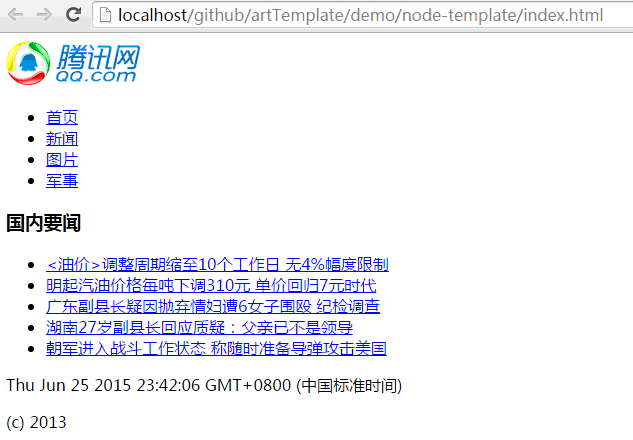 localhost/github/artTemplate/demo/node-template/index.html
腾讯网
QQ.com
首页
新闻
图片
军事
国内要闻
<油价>调整周期缩至10个工作日 无4%幅度限制
明起汽油价格每吨下调310元 单价回归7元时代
广东副县长疑因抛弃情妇遭6女子围殴 纪检调查
湖南27岁副县长回应质疑：父亲已不是领导
朝军进入战斗工作状态 称随时准备导弹攻击美国
Thu Jun 25 2015 23:42:06 GMT+0800 (中国标准时间)
(c) 2013